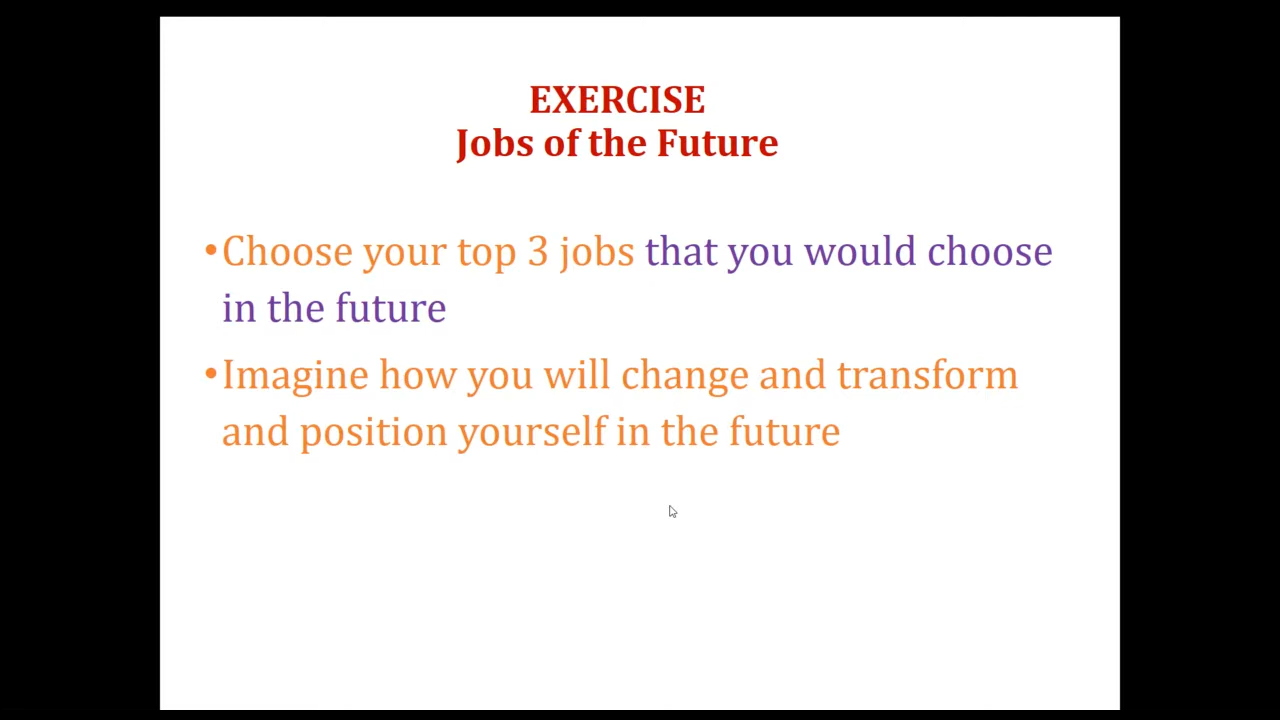 EXERCISE
Jobs of the Future
•Choose your top 3 jobs that you would choose
in the future
•Imagine how you will change and transform
and position yourself in the future